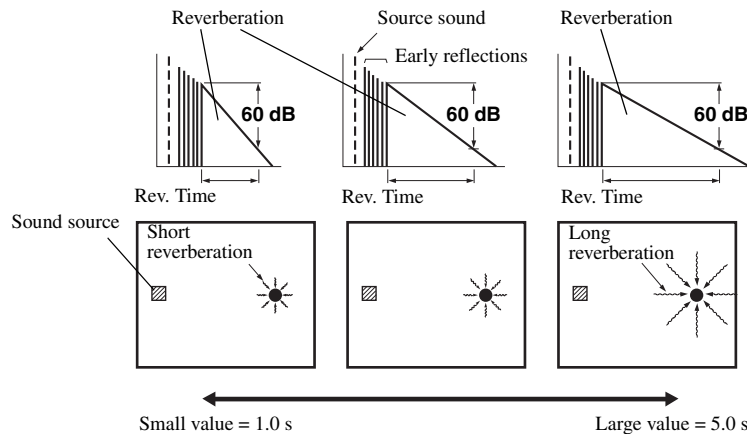 Reverberation
Source sound
Reverberation
Early reflections
60 dB
60 dB
60 dB
Rev. Time
Rev. Time
Rev. Time
Sound source
Short
reverberation
Long
reverberation
Small value = 1.0 s
Large value = 5.0 s